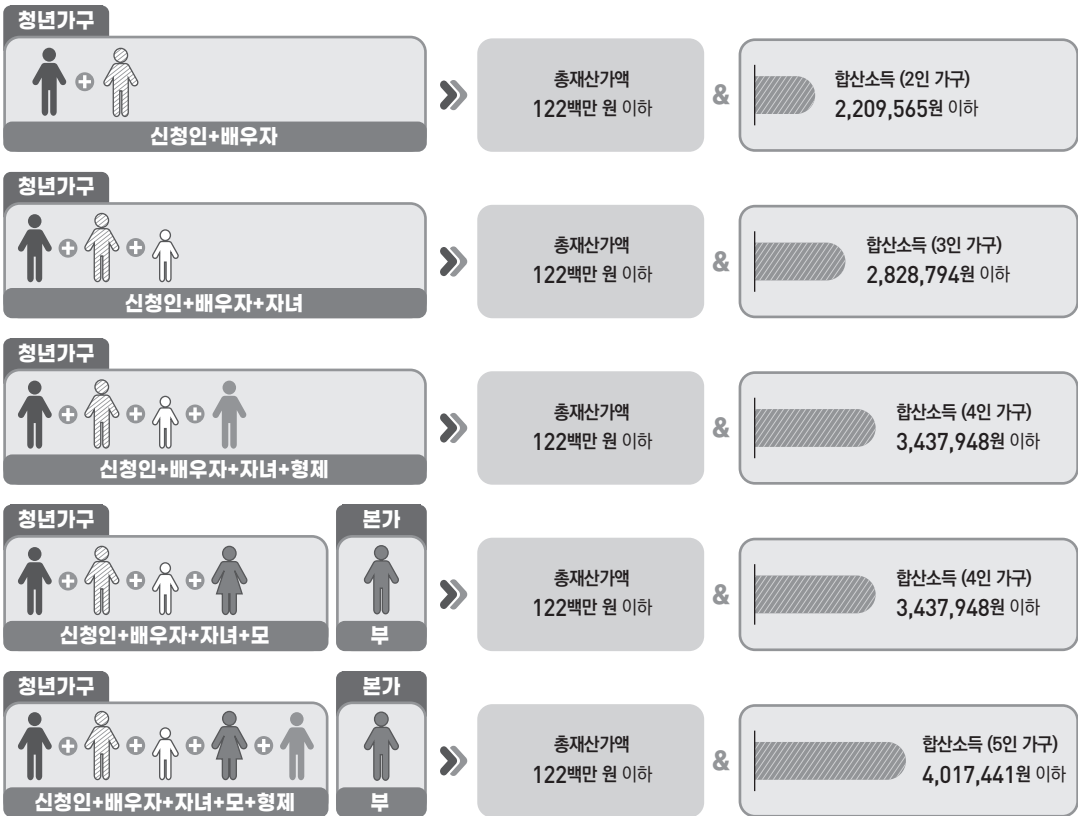 청년가구
신청인+배우자
총재산가액
122백만 원 이하
&
합산소득 (2인 가구)
2,209,565원 이하
청년가구
신청인+배우자+자녀
총재산가액
122백만 원 이하
&
합산소득 (3인 가구)
2,828,794원 이하
청년가구
신청인+배우자+자녀+형제
총재산가액
122백만 원 이하
&
합산소득 (4인 가구)
3,437,948원 이하
청년가구
신청인+배우자+자녀+모
본가
부
총재산가액
122백만 원 이하
&
합산소득 (4인 가구)
3,437,948원 이하
청년가구
신청인+배우자+자녀+모+형제
본가
부
총재산가액
122백만 원 이하
&
합산소득 (5인 가구)
4,017,441원 이하